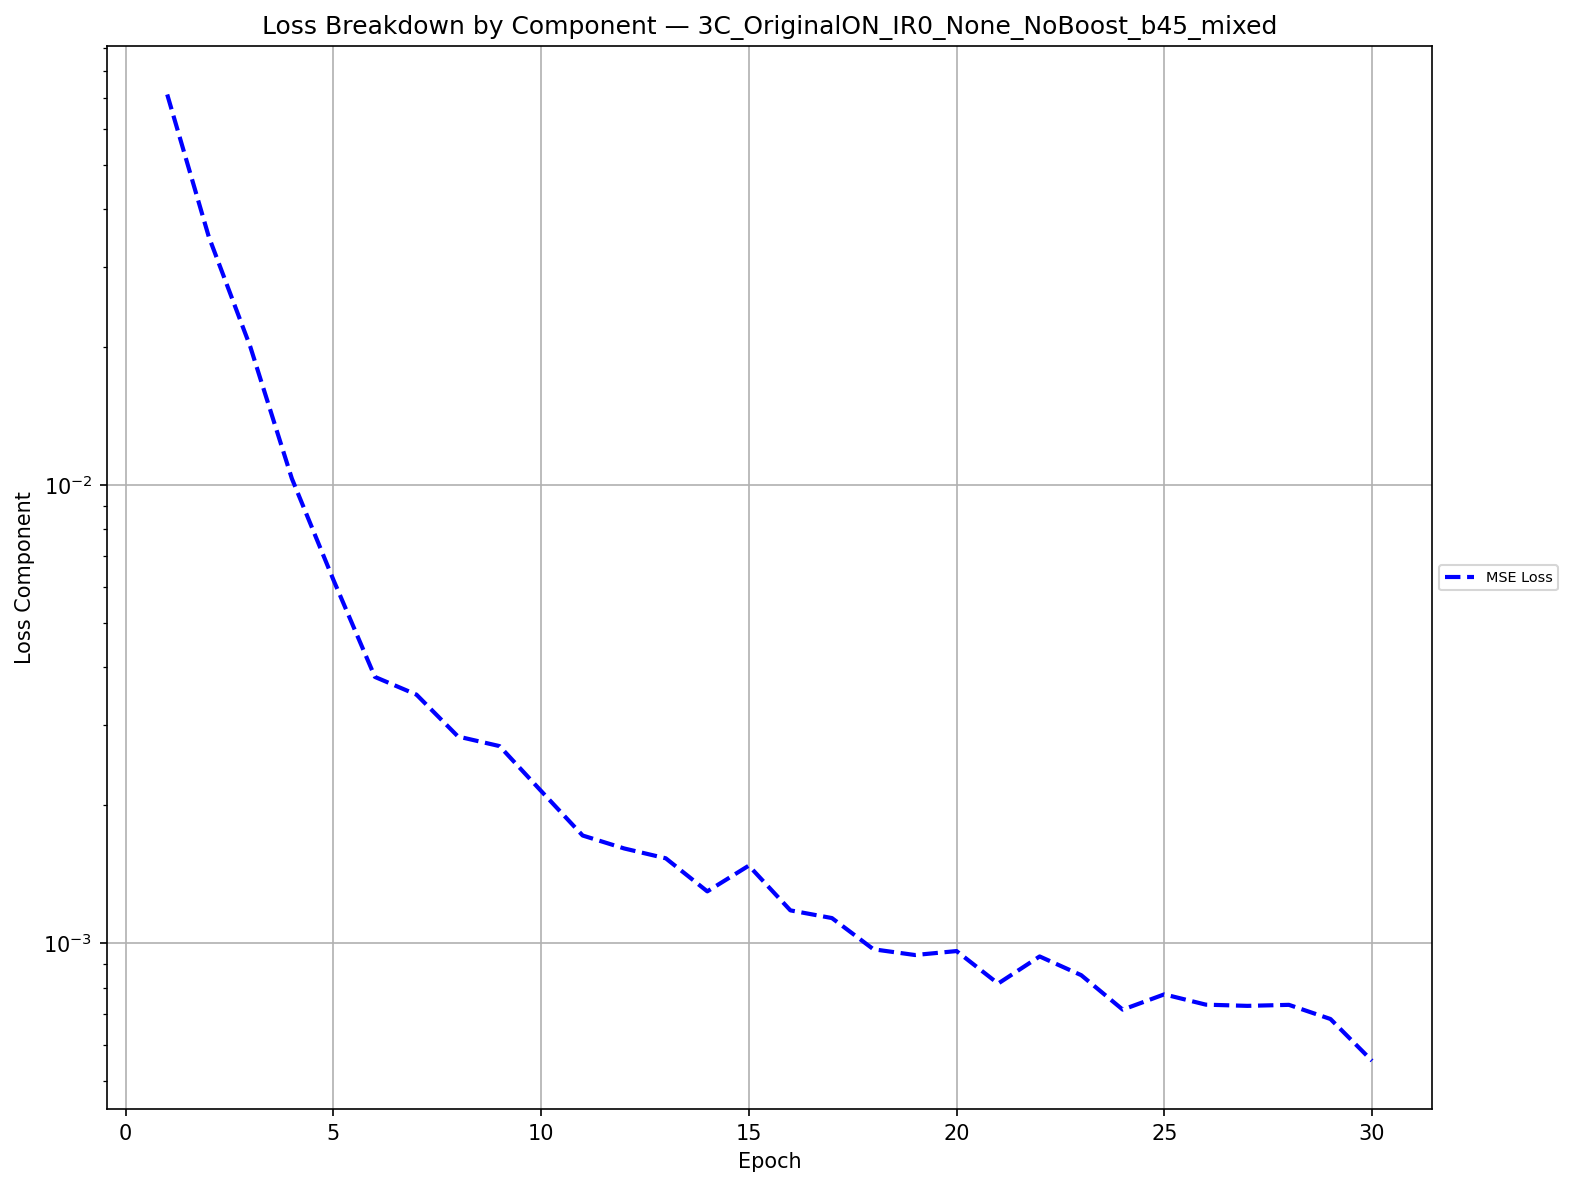 Loss Breakdown by Component — 3C_OriginalON_IR0_None_NoBoost_b45_mixed
Loss Component
10⁻²
10⁻³
0 5 10 15 20 25 30
Epoch
MSE Loss